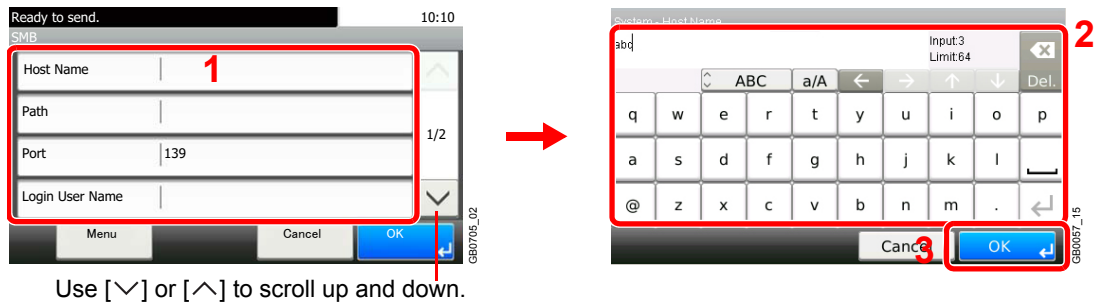 Ready to send.
10:10
SMB
1
Host Name
Path
Port 139
Login User Name
1/2
Menu
Cancel
OK
GB0705_02
Use [∨] or [∧] to scroll up and down.
System - Host Name
2
abc
Input:3
Limit:64
ABC a/A ← → ↑ ↓ Del.
q w e r t y u i o p
a s d f g h j k l
@ z x c v b n m .
Cancel
3
OK
GB0057_15